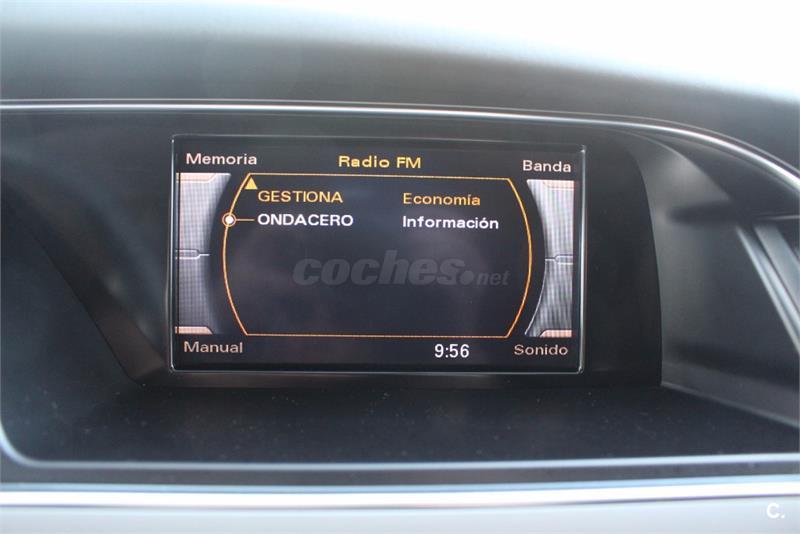 Memoria Radio FM Banda
GESTIONA Economía
ONDACERO Información
coches.net
Manual 9:56 Sonido
C.